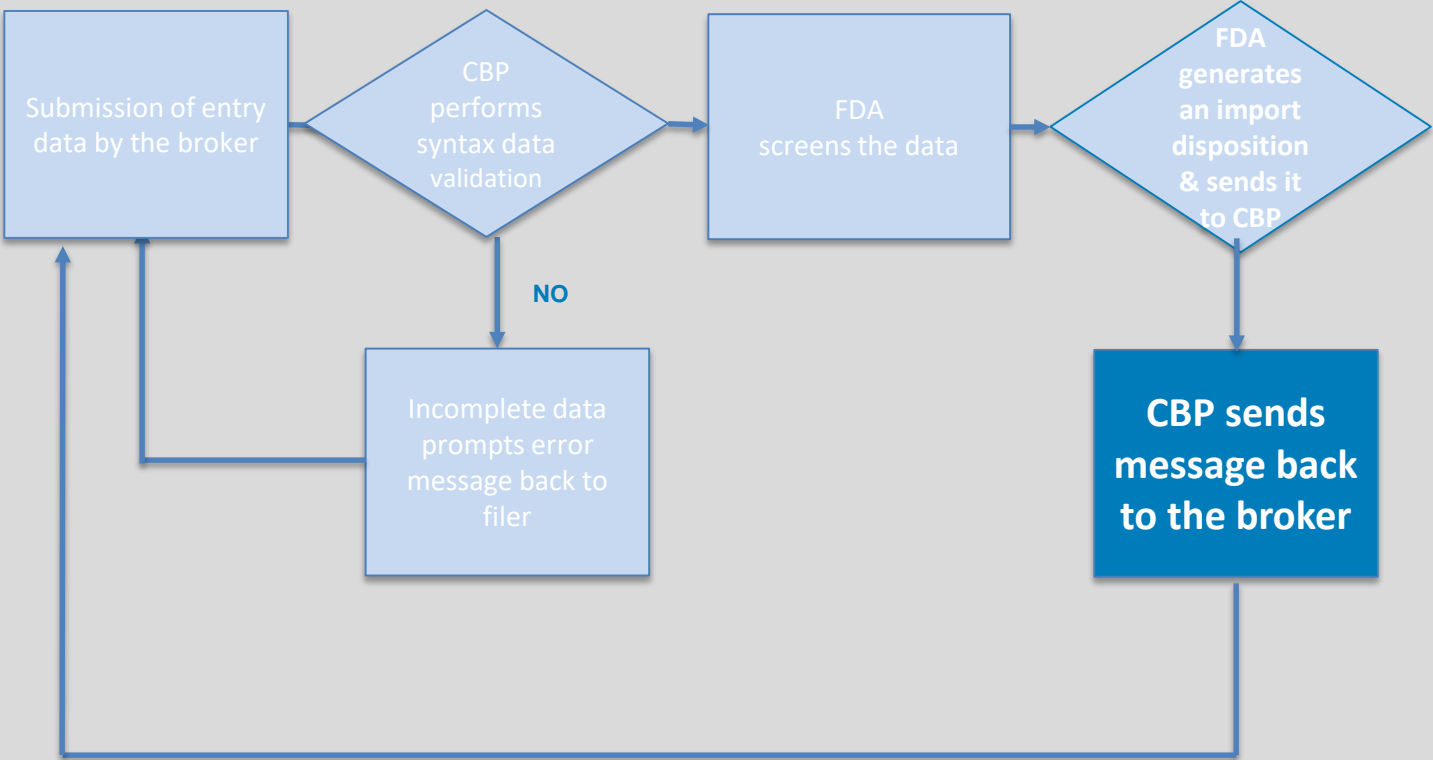 Submission of entry
data by the broker
CBP
performs
syntax data
validation
FDA
screens the data
FDA
generates
an import
disposition
& sends it
to CBP
NO
Incomplete data
prompts error
message back to
filer
CBP sends
message back
to the broker